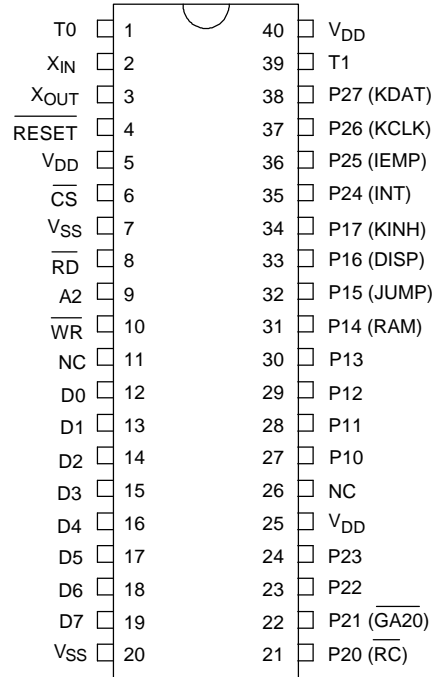 T0 1 40 VDD
XIN 2 39 T1
XOUT 3 38 P27 (KDAT)
RESET 4 37 P26 (KCLK)
VDD 5 36 P25 (IEMP)
CS 6 35 P24 (INT)
VSS 7 34 P17 (KINH)
RD 8 33 P16 (DISP)
A2 9 32 P15 (JUMP)
WR 10 31 P14 (RAM)
NC 11 30 P13
D0 12 29 P12
D1 13 28 P11
D2 14 27 P10
D3 15 26 NC
D4 16 25 VDD
D5 17 24 P23
D6 18 23 P22
D7 19 22 P21 (GA20)
VSS 20 21 P20 (RC)